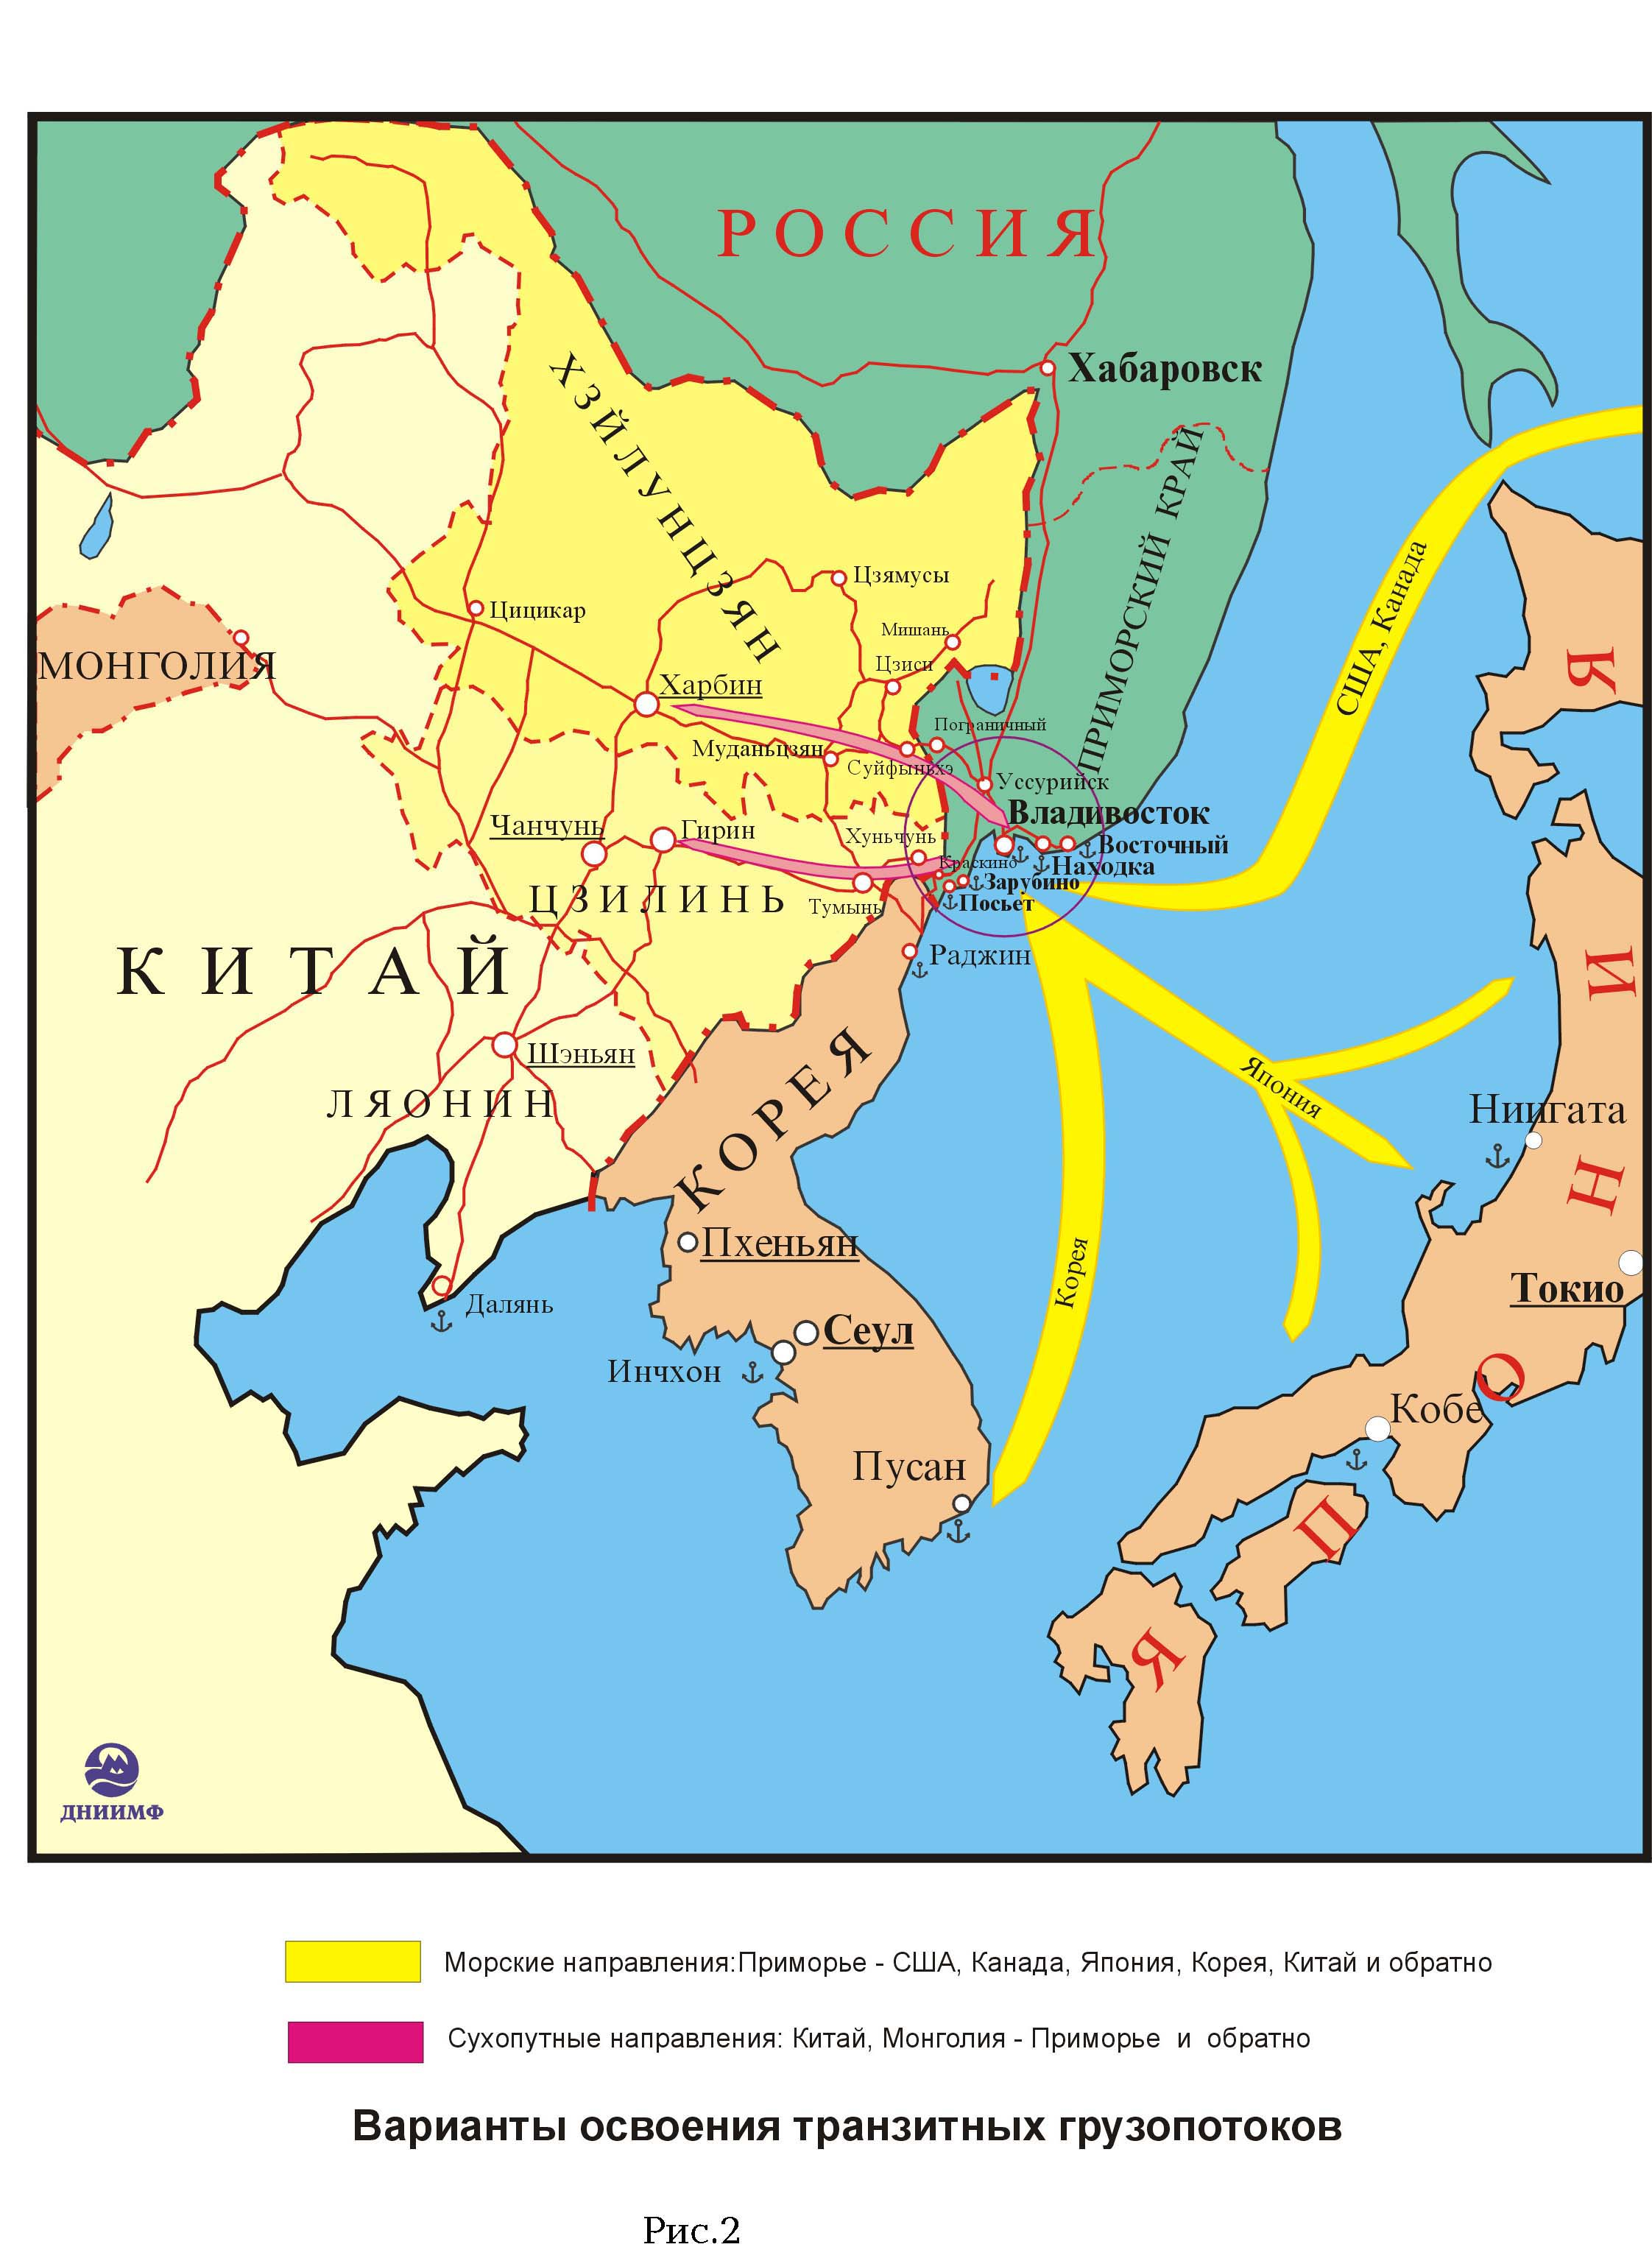 РОССИЯ
Хабаровск
ХЗЙЛУНЦЗЯН
ПРИМОРСКИЙ КРАЙ
США, Канада
Цзямусы
Цицикар
Мишань
Цзиси
МОНГОЛИЯ
Харбин
Пограничный
Муданьцзян
Суйфыньхэ
Уссурийск
Владивосток
Чанчунь
Гирин
Хуньчунь
Восточный
Краскино
Находка
Зарубино
ЦЗИЛИНЬ
Тумынь
Посьет
КИТАЙ
Раджин
Шэньян
ЛЯОНИН
КОРЕЯ
Япония
Ниигата
Пхеньян
Корея
Токио
Далянь
Сеул
Инчхон
Кобе
Пусан
ЯПОНИЯ
ДНИИМФ
Морские направления:Приморье - США, Канада, Япония, Корея, Китай и обратно
Сухопутные направления: Китай, Монголия - Приморье и обратно
Варианты освоения транзитных грузопотоков
Рис.2